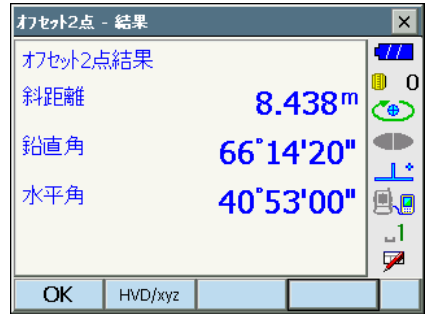 ｵﾌｾｯﾄ2点 - 結果
ｵﾌｾｯﾄ2点結果
0
斜距離 8.438m
鉛直角 66°14'20"
水平角 40°53'00"
1
OK HVD/xyz